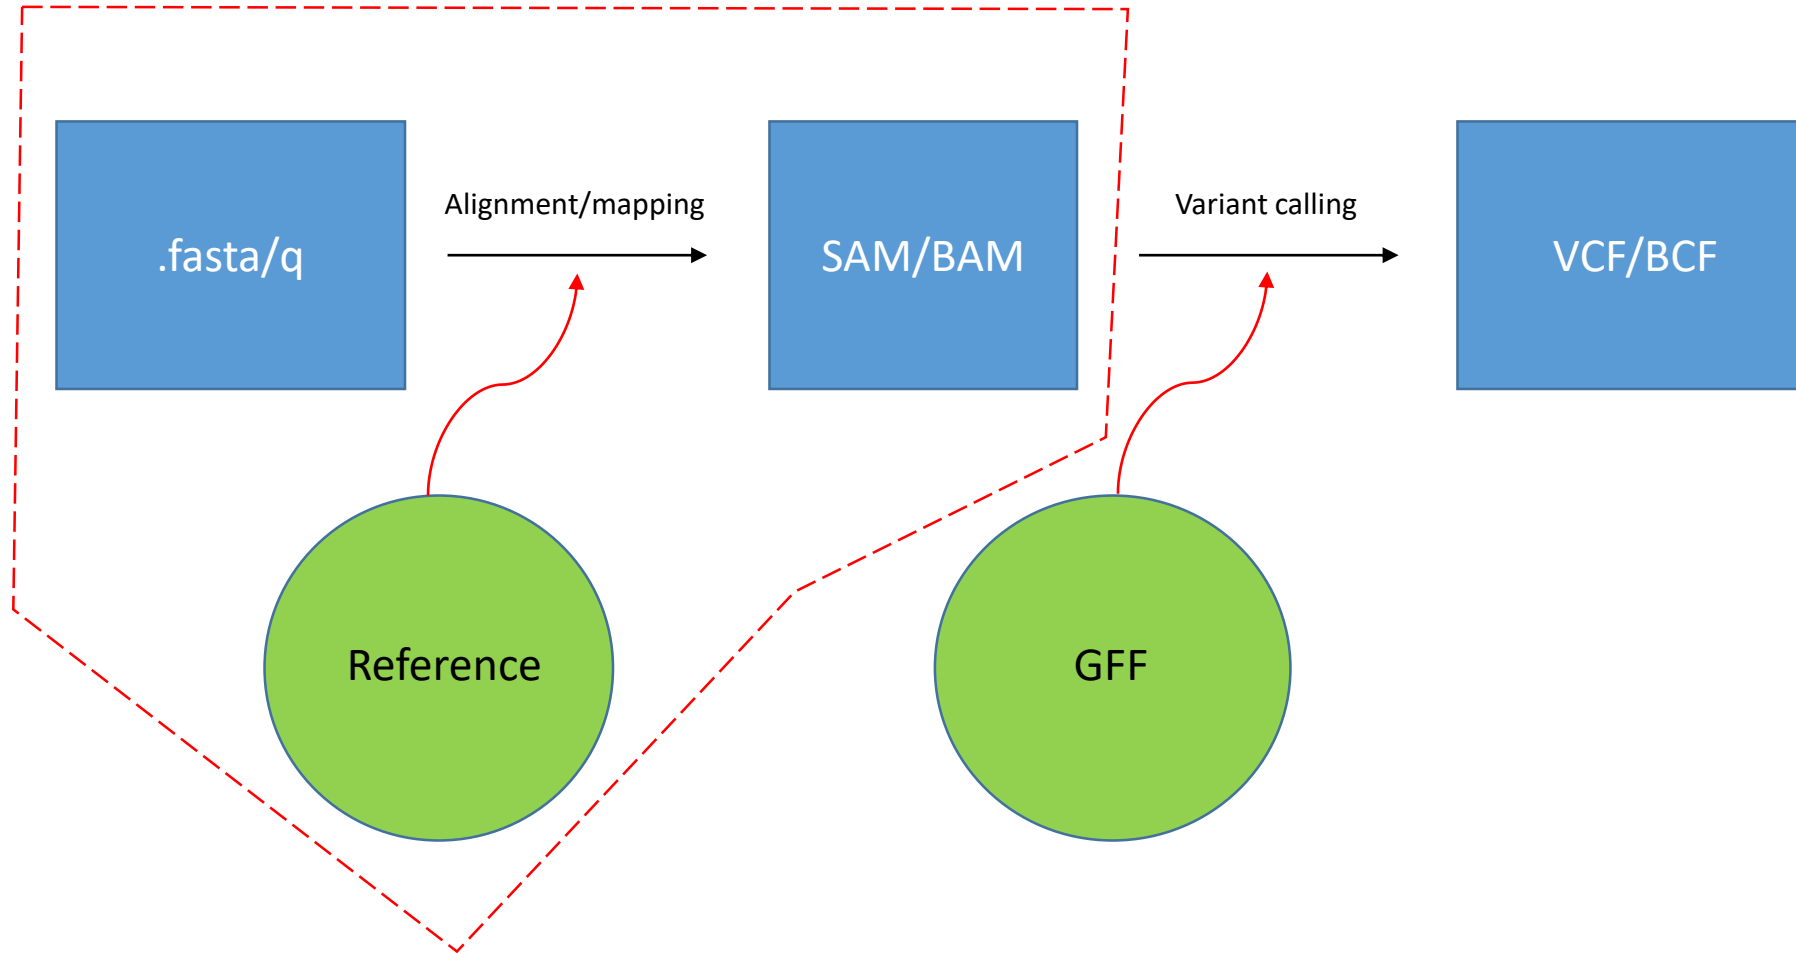 Alignment/mapping
Variant calling
.fasta/q
SAM/BAM
VCF/BCF
Reference
GFF